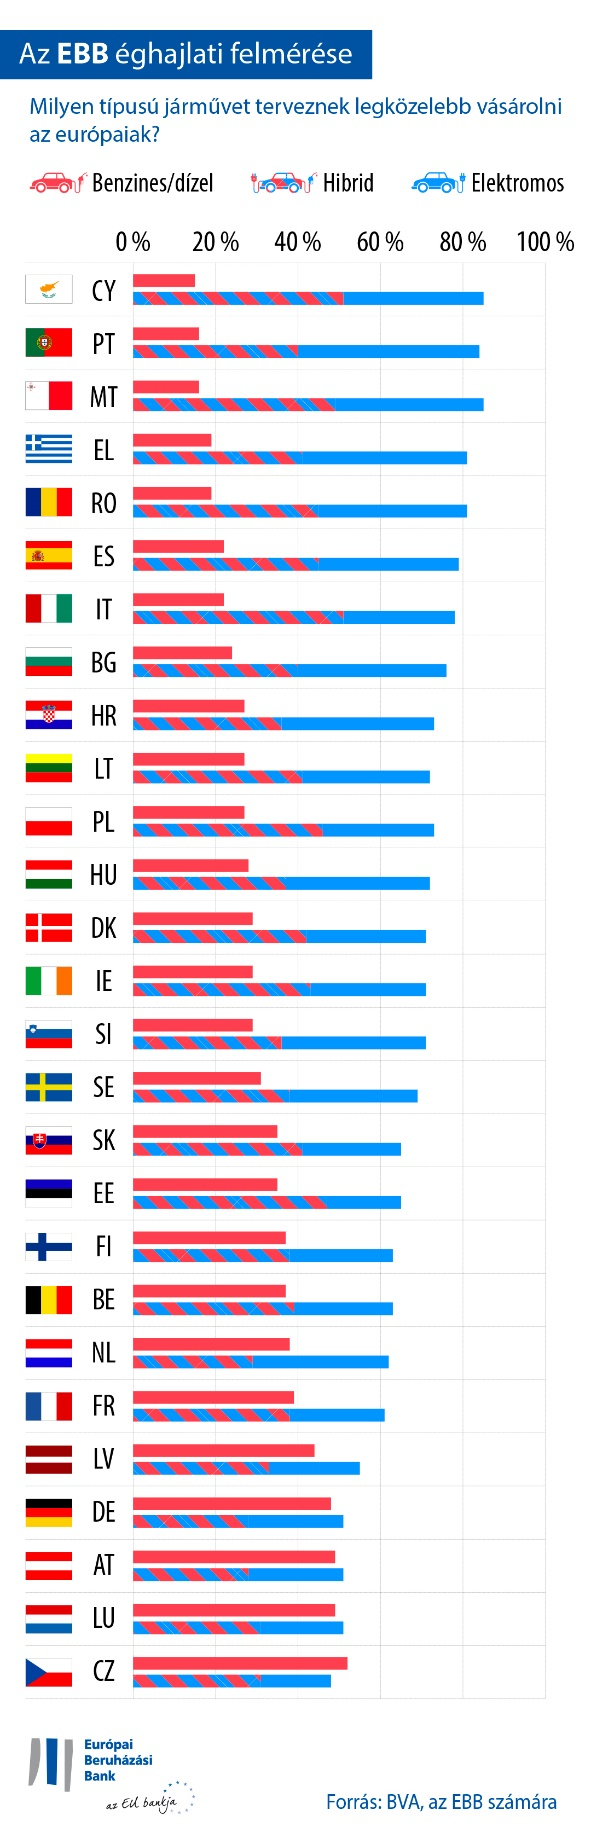 Az EBB éghajlati felmérése
Milyen típusú járművet terveznek legközelebb vásárolni
az európaiak?
Benzines/dízel
Hibrid
Elektromos
0 % 20 % 40 % 60 % 80 % 100 %
CY
PT
MT
EL
RO
ES
IT
BG
HR
LT
PL
HU
DK
IE
SI
SE
SK
EE
FI
BE
NL
FR
LV
DE
AT
LU
CZ
Európai
Beruházási
Bank
az EU bankja
Forrás: BVA, az EBB számára